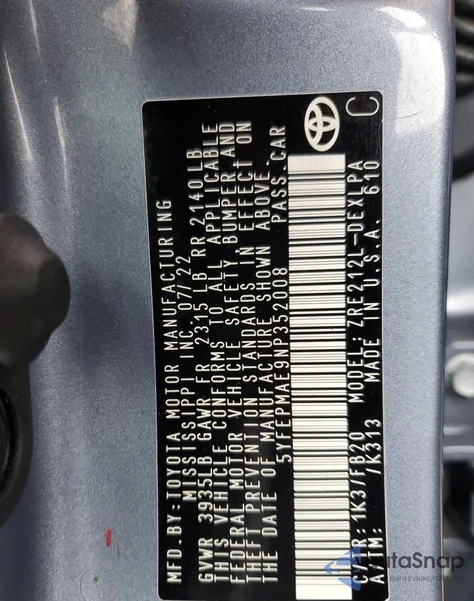 MFD.BY:TOYOTA MOTOR MANUFACTURING
MISSISSIPPI INC. 07/22
GVWR 3935LB GAWR FR 2315 LB RR 2140LB
THIS VEHICLE CONFORMS TO ALL APPLICABLE
FEDERAL MOTOR VEHICLE SAFETY, BUMPER, AND
THEFT PREVENTION STANDARDS IN EFFECT ON
THE DATE OF MANUFACTURE SHOWN ABOVE.
5YFEPMAE9NP352008 PASS.CAR
C/TR: 1K3/FB20 MODEL: ZRE212L-DEXLPA
A/TM: /K313 MADE IN U.S.A. 610
C
DataSnap